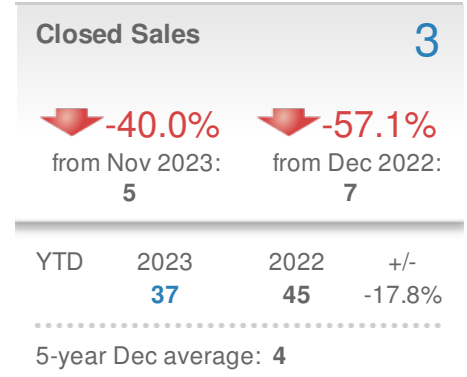 Closed Sales 3
-40.0% -57.1%
from Nov 2023: from Dec 2022:
5 7
YTD 2023 2022 +/-
37 45 -17.8%
5-year Dec average: 4